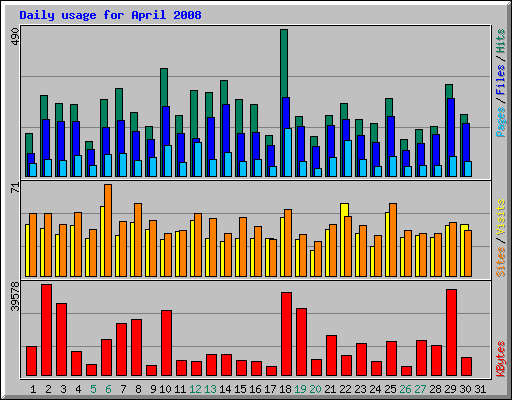 Daily usage for April 2008
490
Pages / Files / Hits
71
Sites / Visits
39578
KBytes
1 2 3 4 5 6 7 8 9 10 11 12 13 14 15 16 17 18 19 20 21 22 23 24 25 26 27 28 29 30 31